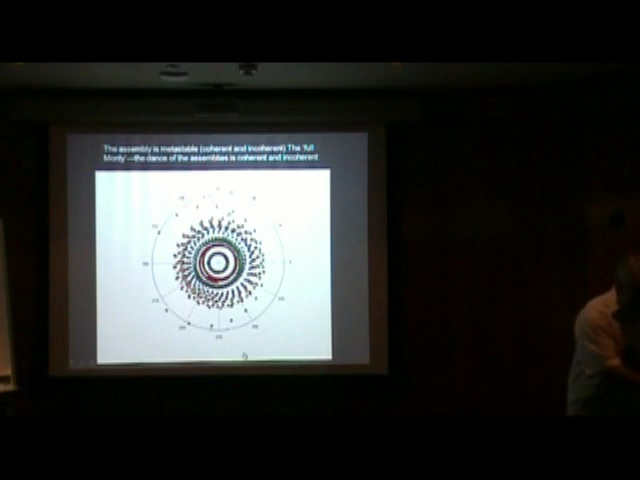 The assembly is metastable (coherent and incoherent) The 'full
Monty'—the dance of the assemblies is coherent and incoherent